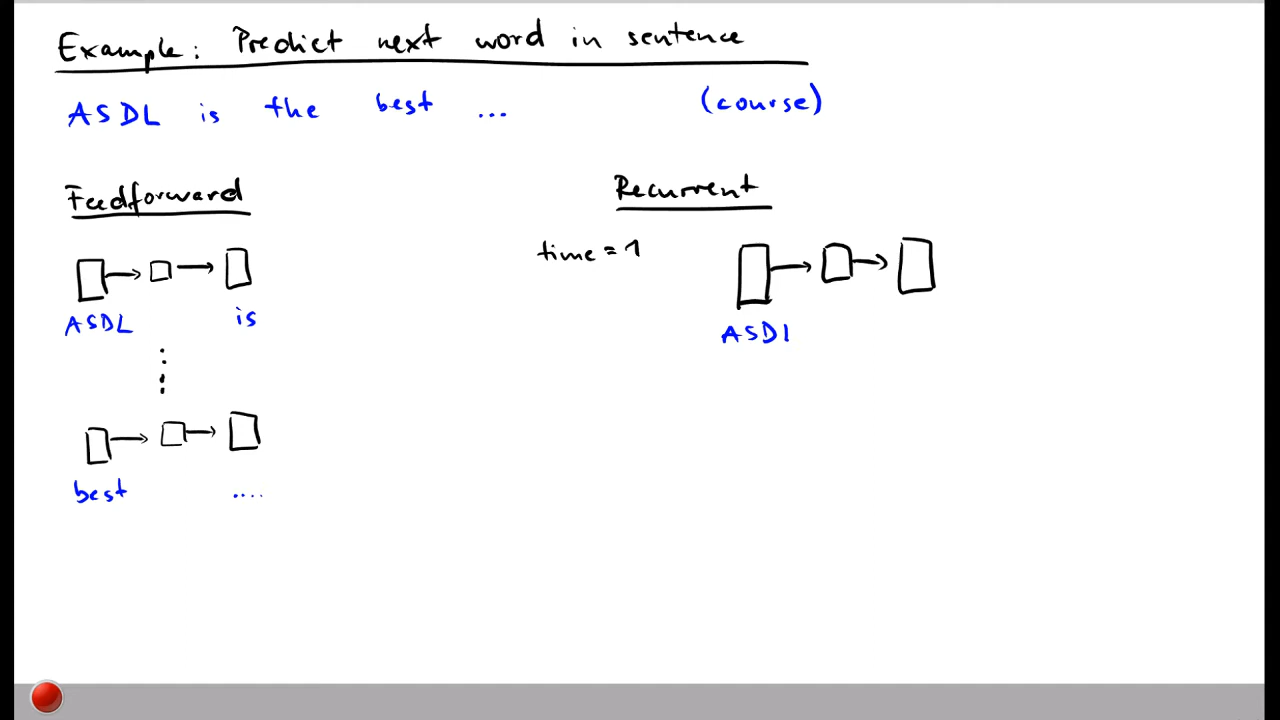 Example: Predict next word in sentence
ASDL is the best ... (course)
Feedforward
ASDL is
best ....
Recurrent
time = 1
ASDL